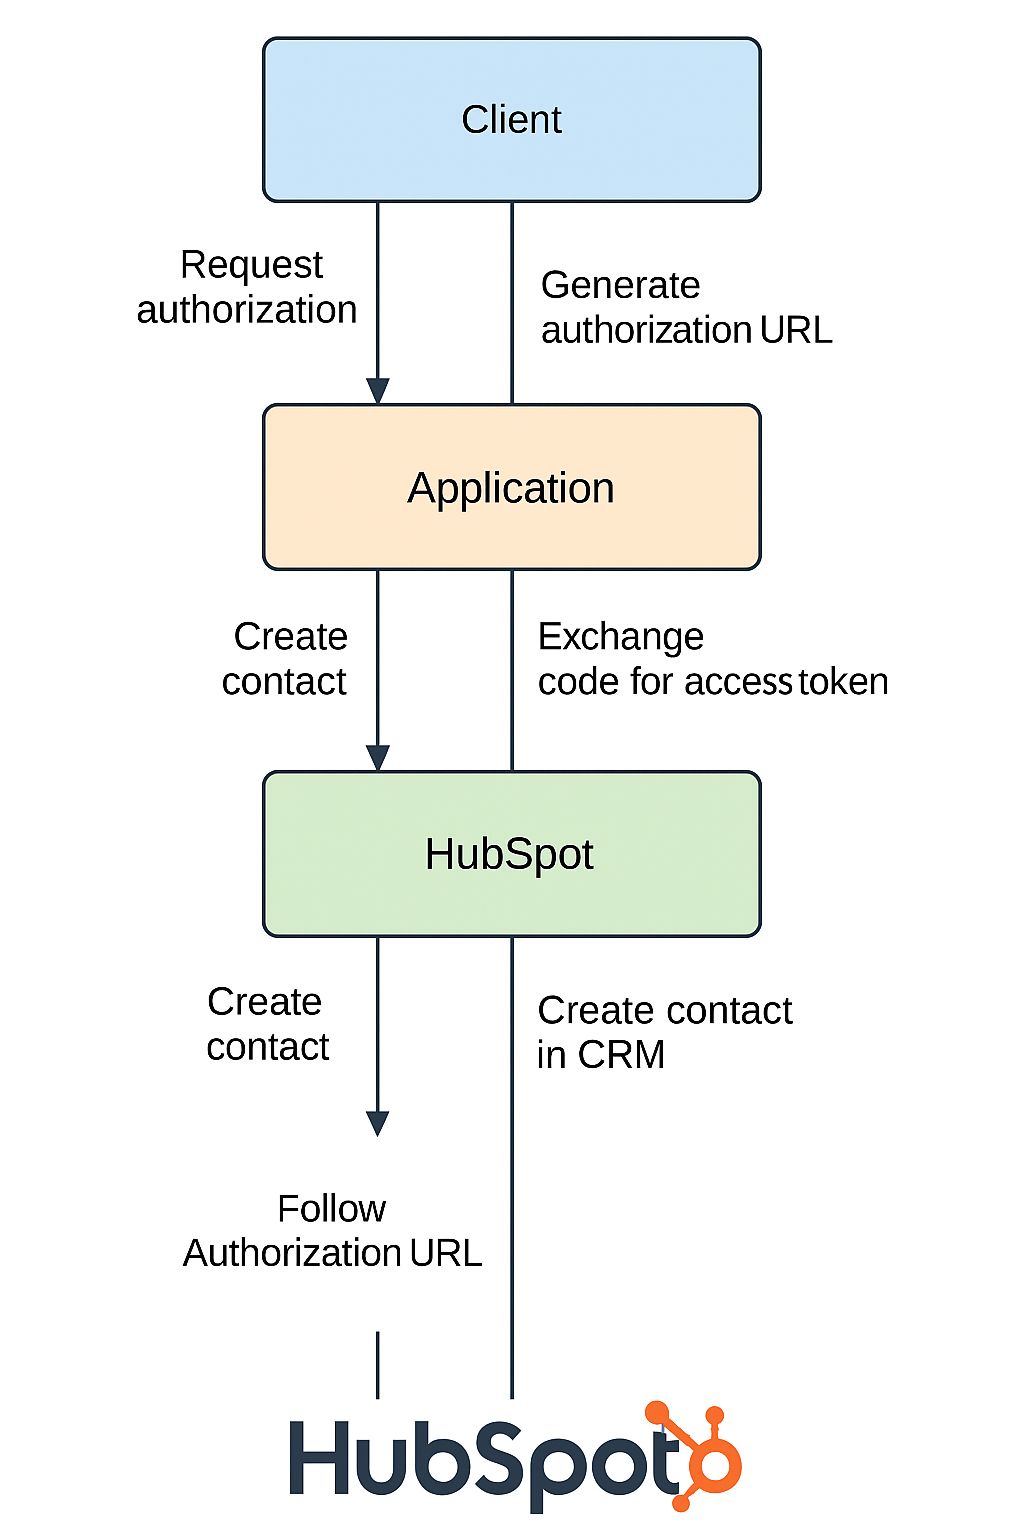 Client
Request
authorization
Generate
authorization URL
Application
Create
contact
Exchange
code for access token
HubSpot
Create
contact
Create contact
in CRM
Follow
Authorization URL
HubSpot